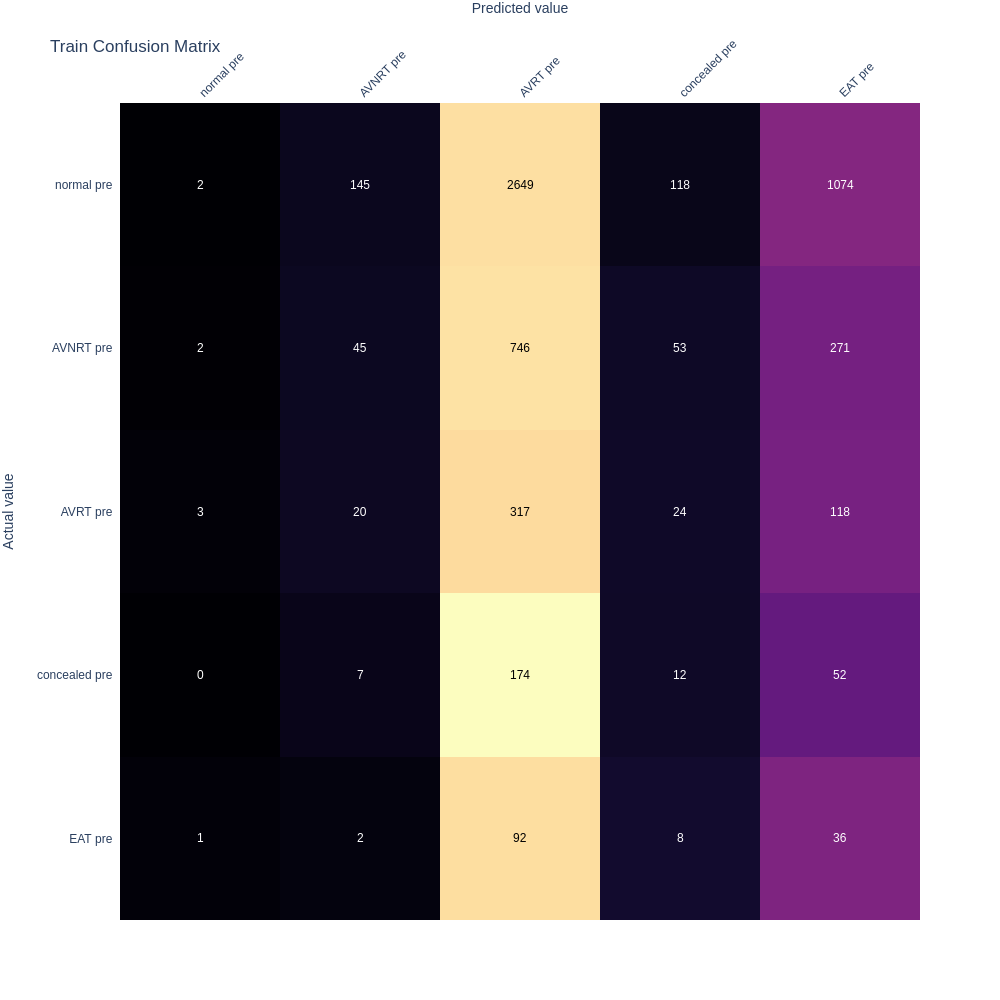 Predicted value
Train Confusion Matrix
normal pre
AVNRT pre
AVRT pre
concealed pre
EAT pre
normal pre 2 145 2649 118 1074
AVNRT pre 2 45 746 53 271
AVRT pre 3 20 317 24 118
concealed pre 0 7 174 12 52
EAT pre 1 2 92 8 36
Actual value